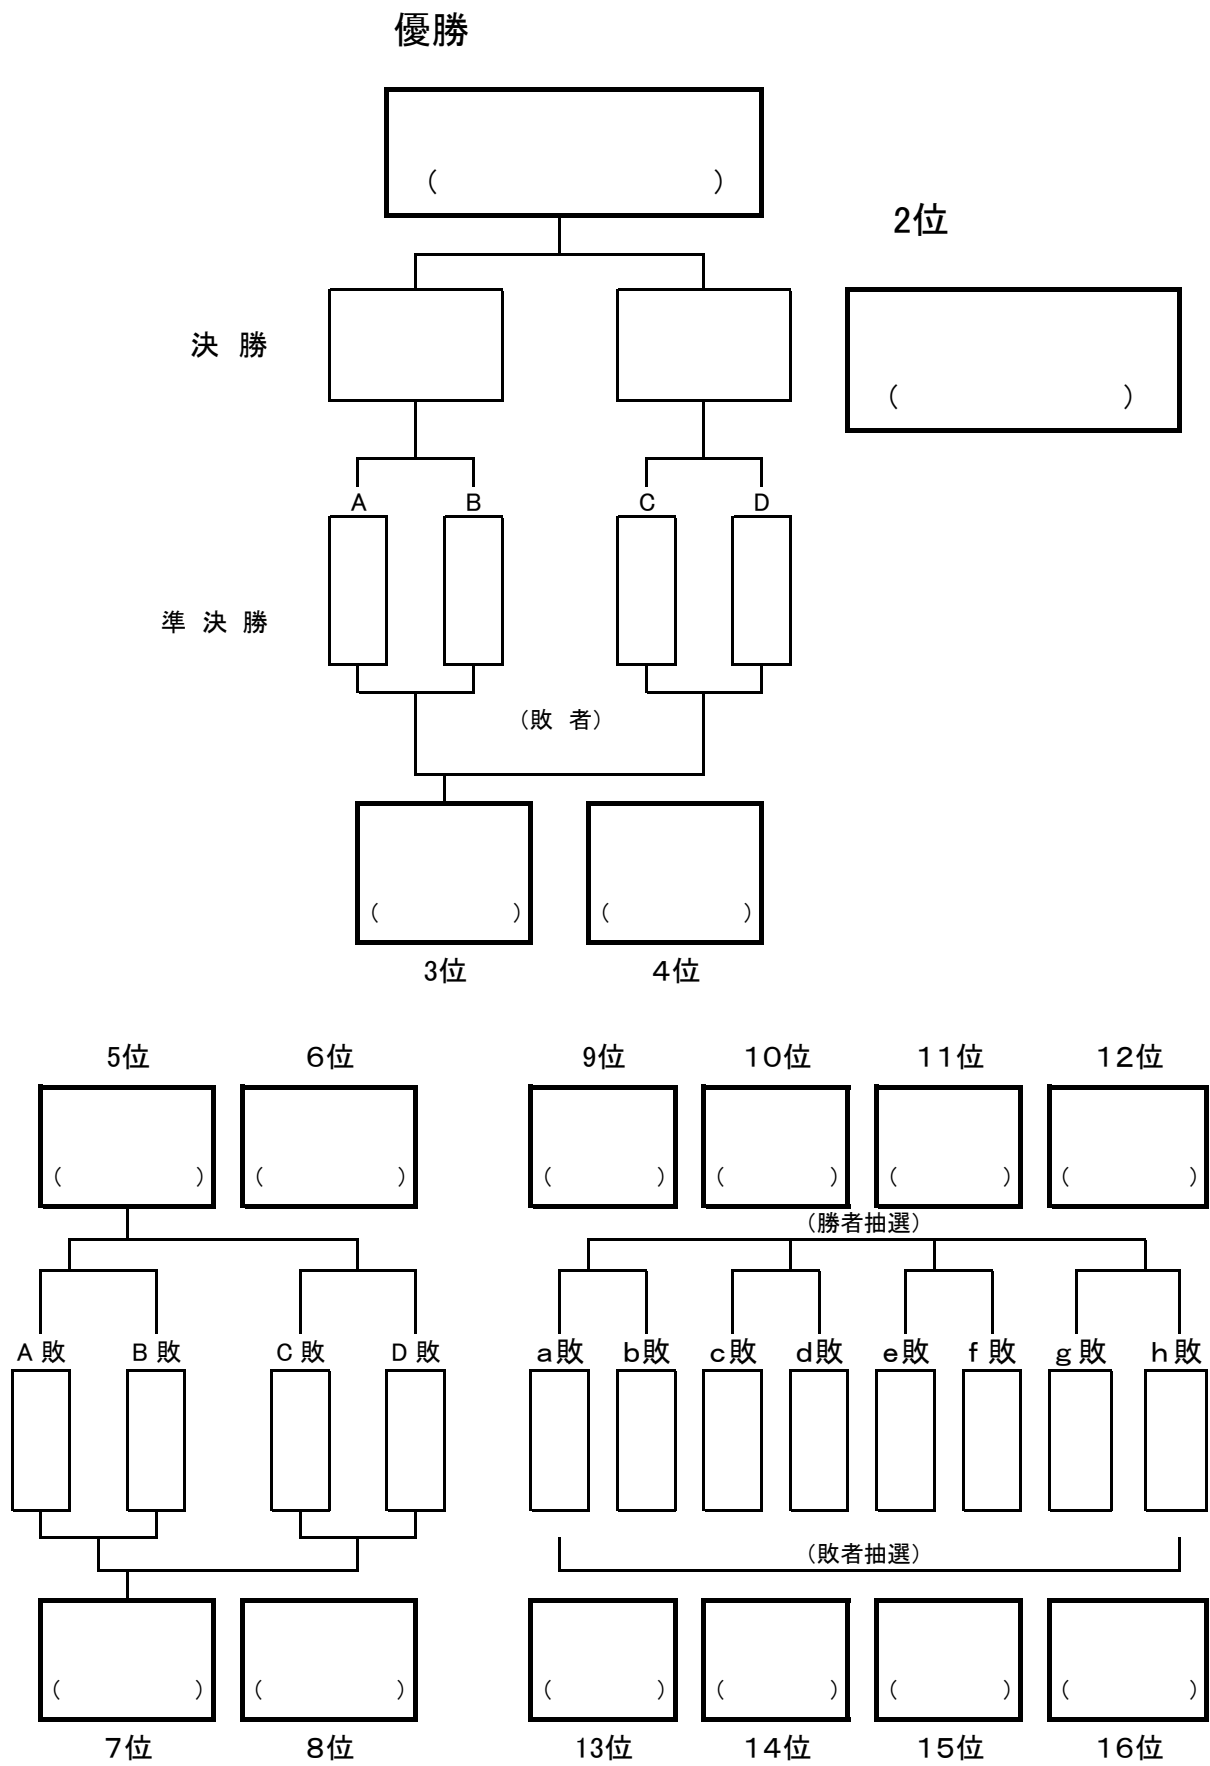 優勝
(　　　　　)
2位
決 勝
(　　　　　)
A B C D
準 決 勝
(敗 者)
(　　　) (　　　)
3位 4位
5位 6位 9位 10位 11位 12位
(　　　) (　　　) (　　　) (　　　) (　　　) (　　　)
(勝者抽選)
A 敗 B 敗 C 敗 D 敗 a敗 b敗 c敗 d敗 e敗 f 敗 g 敗 h 敗
(敗者抽選)
(　　　) (　　　) (　　　) (　　　) (　　　) (　　　)
7位 8位 13位 14位 15位 16位